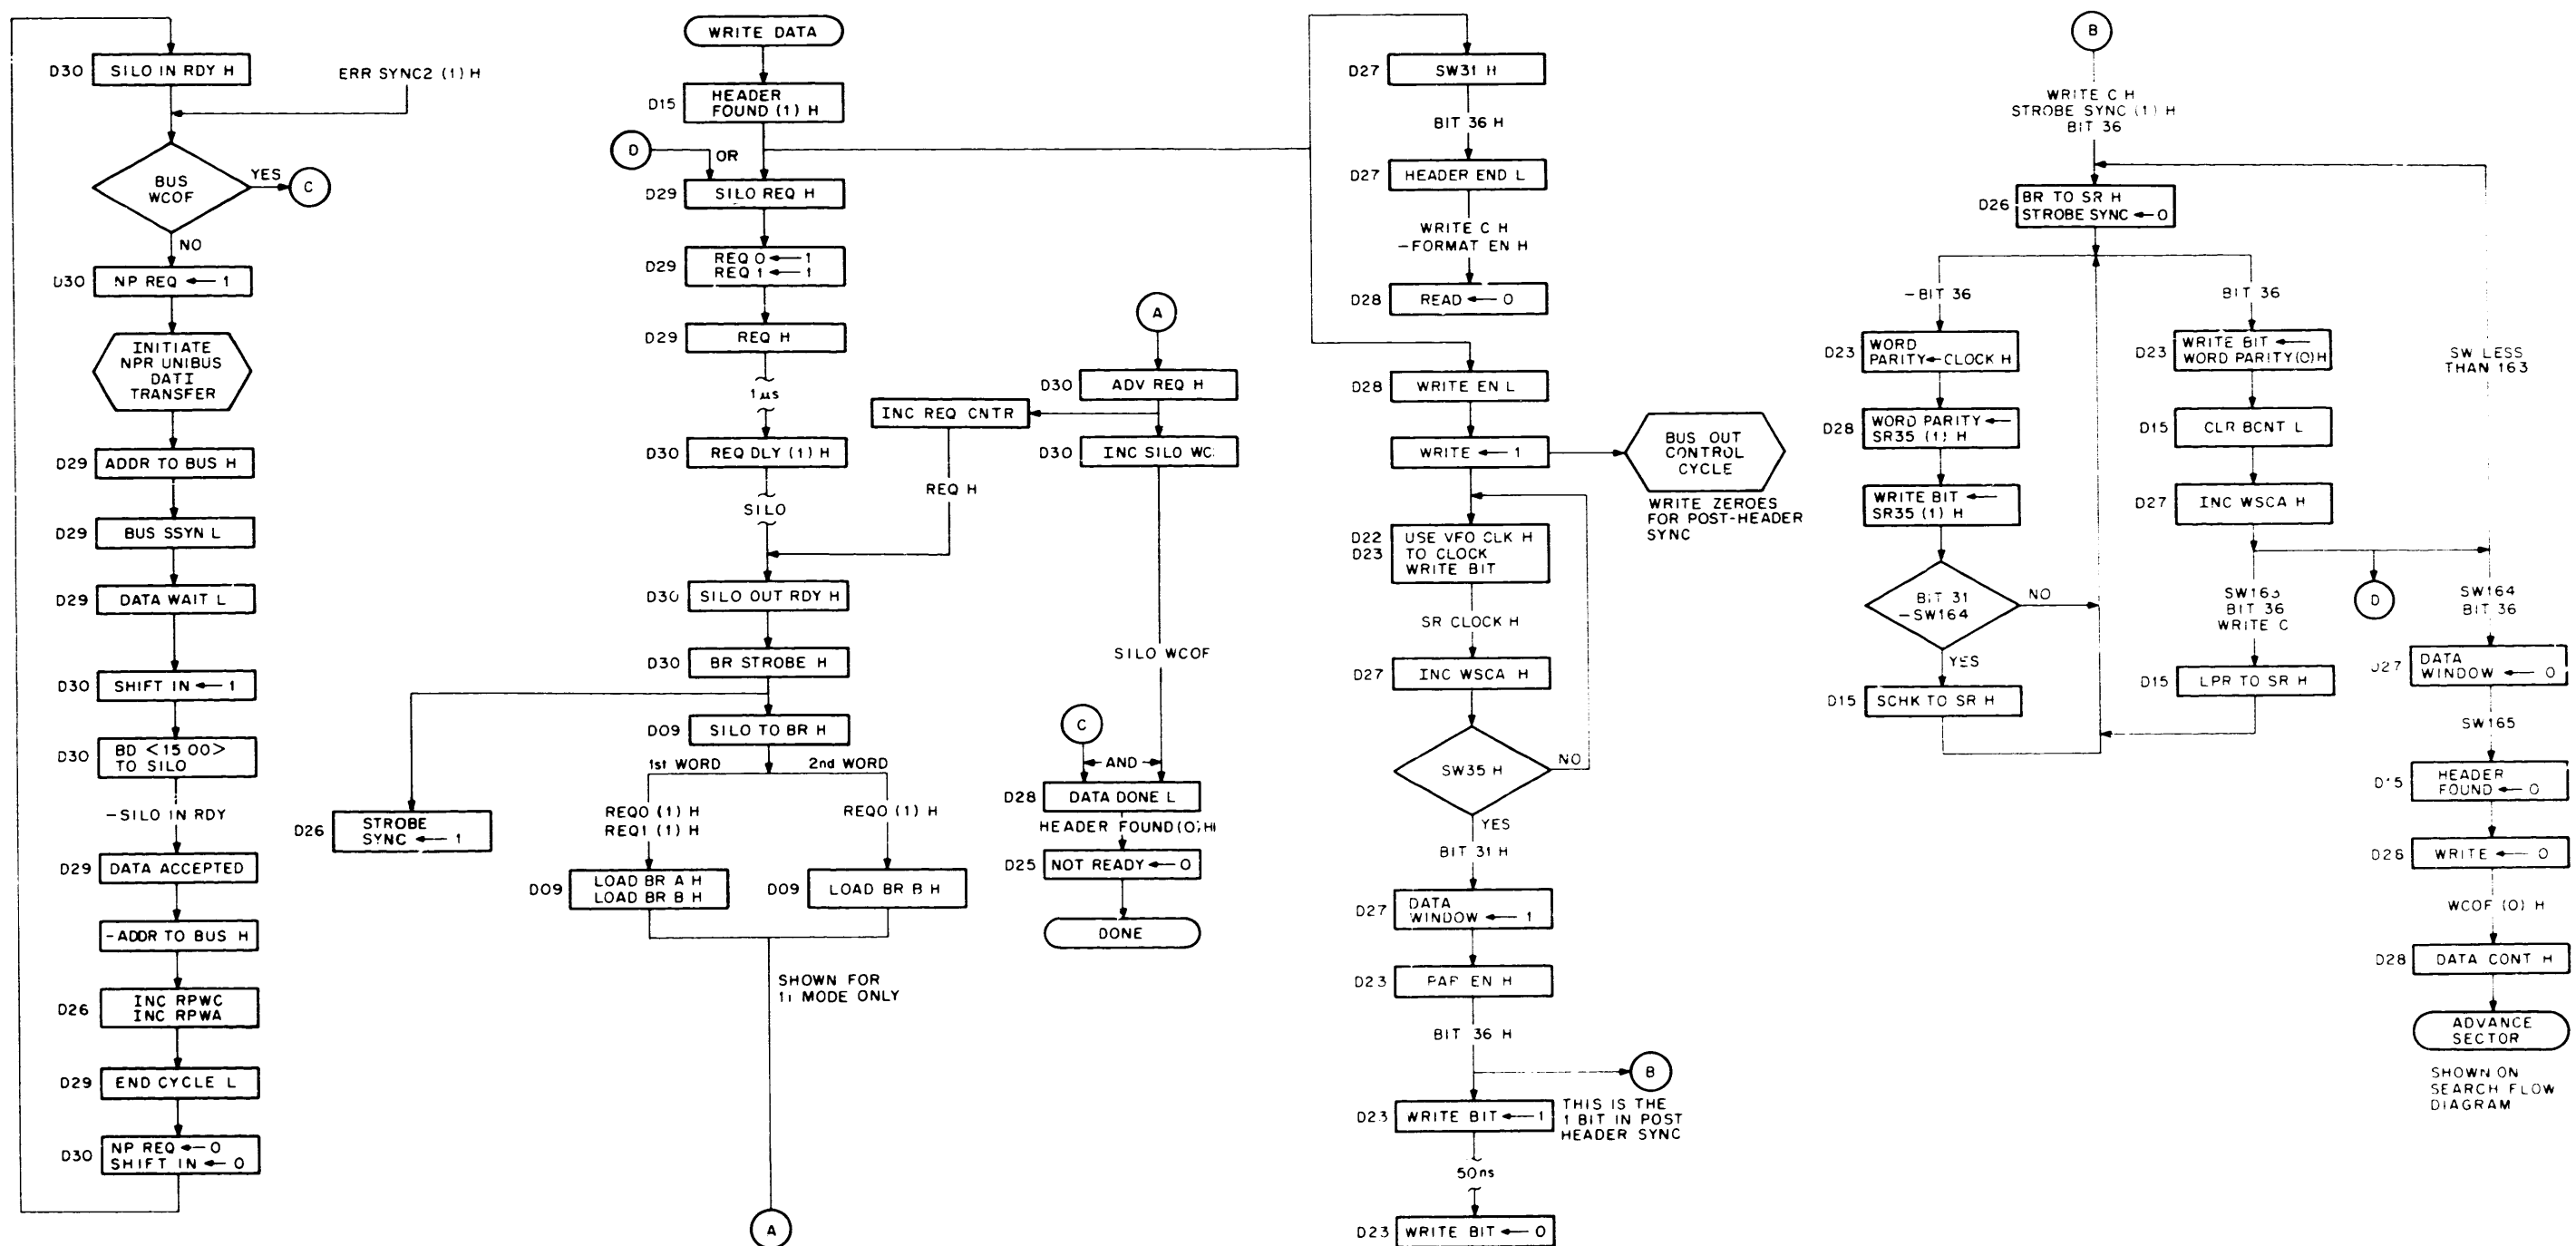 D30
SILO IN RDY H
ERR SYNC2 (1) H
BUS
WCOF
YES
C
NO
D30
NP REQ ← 1
INITIATE
NPR UNIBUS
DATI
TRANSFER
D29
ADDR TO BUS H
D29
BUS SSYN L
D29
DATA WAIT L
D30
SHIFT IN ← 1
D30
BD <15 00>
TO SILO
-SILO IN RDY
D29
DATA ACCEPTED
-ADDR TO BUS H
D26
INC RPWC
INC RPWA
D29
END CYCLE L
D30
NP REQ ← 0
SHIFT IN ← 0
WRITE DATA
D15
HEADER
FOUND (1) H
D
OR
D29
SILO REQ H
D29
REQ 0 ← 1
REQ 1 ← 1
D29
REQ H
1 µs
D30
REQ DLY (1) H
SILO
D30
SILO OUT RDY H
D30
BR STROBE H
D09
SILO TO BR H
1st WORD
2nd WORD
D26
STROBE
SYNC ← 1
REQ0 (1) H
REQ1 (1) H
REQ0 (1) H
D09
LOAD BR A H
LOAD BR B H
D09
LOAD BR B H
SHOWN FOR
11 MODE ONLY
A
A
D30
ADV REQ H
INC REQ CNTR
D30
INC SILO WC
REQ H
SILO WCOF
C
AND
D28
DATA DONE L
HEADER FOUND(0) H
D25
NOT READY ← 0
DONE
D27
SW31 H
BIT 36 H
D27
HEADER END L
WRITE C H
-FORMAT EN H
D28
READ ← 0
D28
WRITE EN L
WRITE ← 1
BUS OUT
CONTROL
CYCLE
WRITE ZEROES
FOR POST-HEADER
SYNC
D22
D23
USE VFO CLK H
TO CLOCK
WRITE BIT
SR CLOCK H
D27
INC WSCA H
SW35 H
NO
YES
BIT 31 H
D27
DATA
WINDOW ← 1
D23
PAR EN H
BIT 36 H
B
D23
WRITE BIT ← 1
THIS IS THE
1 BIT IN POST
HEADER SYNC
50ns
D23
WRITE BIT ← 0
B
WRITE C H
STROBE SYNC (1) H
BIT 36
D26
BR TO SR H
STROBE SYNC ← 0
-BIT 36
BIT 36
D23
WORD
PARITY ← CLOCK H
D28
WORD PARITY ←
SR35 (1) H
WRITE BIT ←
SR35 (1) H
BIT 31
-SW164
NO
YES
D15
SCHK TO SR H
D23
WRITE BIT ←
WORD PARITY(0) H
D15
CLR BCNT L
D27
INC WSCA H
SW163
BIT 36
WRITE C
D15
LPR TO SR H
D
SW LESS
THAN 163
SW164
BIT 36
D27
DATA
WINDOW ← 0
SW165
D15
HEADER
FOUND ← 0
D28
WRITE ← 0
WCOF (0) H
D28
DATA CONT H
ADVANCE
SECTOR
SHOWN ON
SEARCH FLOW
DIAGRAM